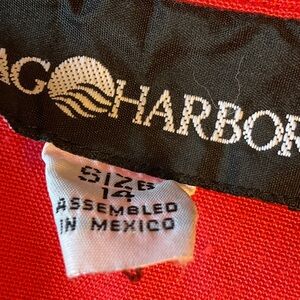 AG HARBOR
SIZE
14
ASSEMBLED
IN MEXICO